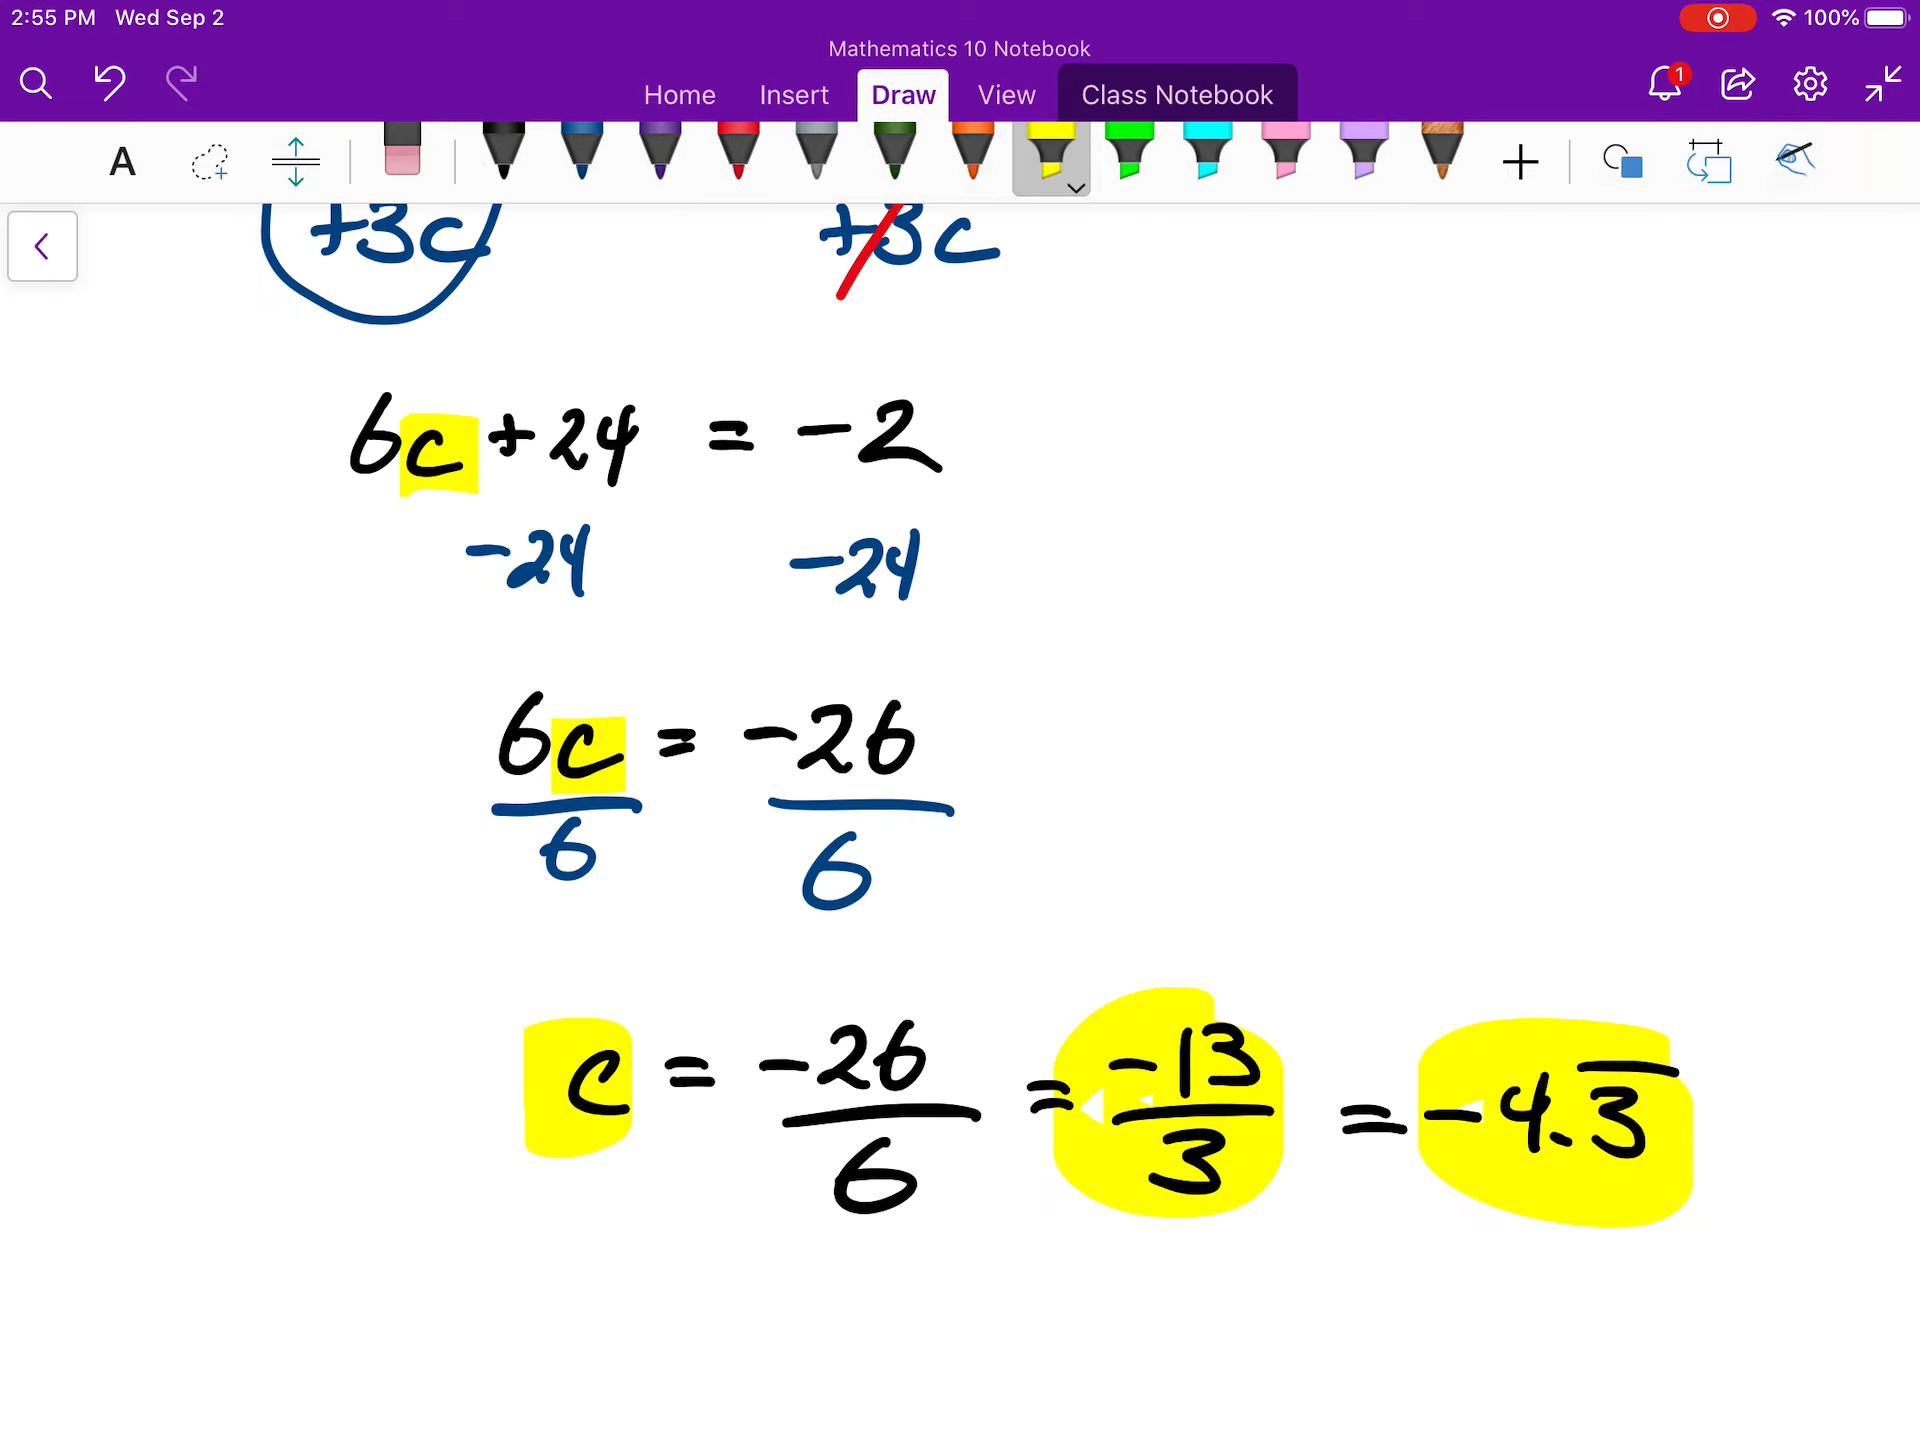 2:55 PM Wed Sep 2 100%
Mathematics 10 Notebook
Home Insert Draw View Class Notebook 1
A
+3c +3c
6c + 24 = -2
-24 -24
6c = -26
6 6
c = -26/6 = -13/3 = -4.3̅